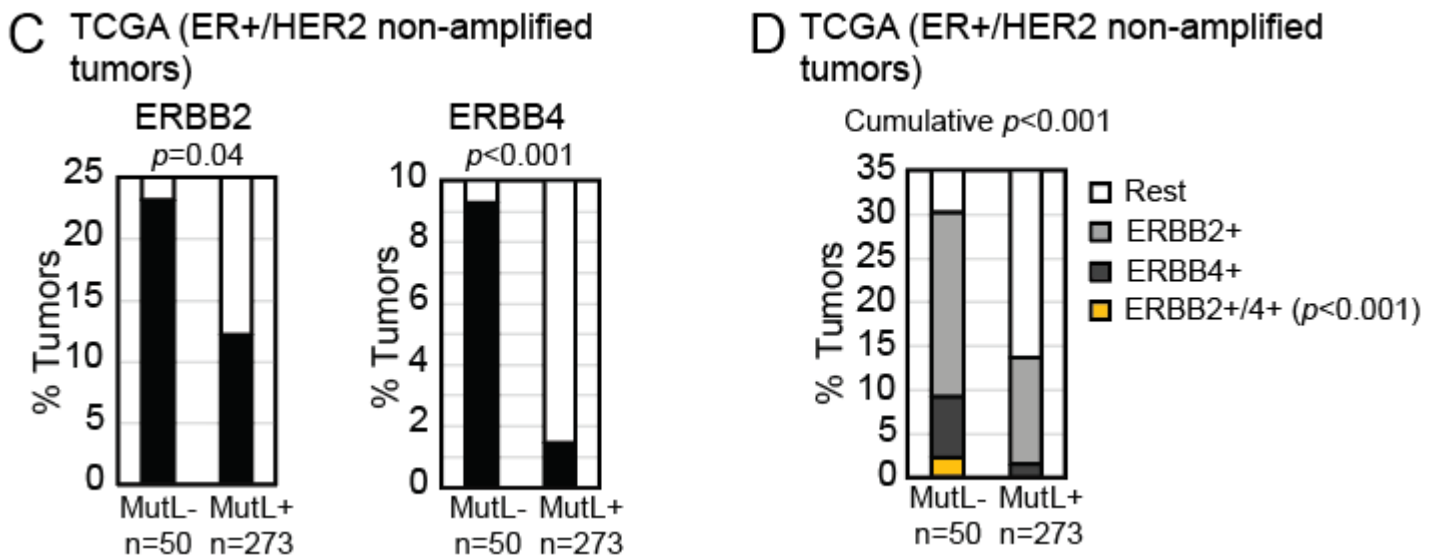 C TCGA (ER+/HER2 non-amplified
tumors)
ERBB2
p=0.04
25
20
15
10
5
0
% Tumors
MutL- MutL+
n=50 n=273
ERBB4
p<0.001
10
8
6
4
2
0
% Tumors
MutL- MutL+
n=50 n=273
D TCGA (ER+/HER2 non-amplified
tumors)
Cumulative p<0.001
35
30
25
20
15
10
5
0
% Tumors
MutL- MutL+
n=50 n=273
Rest
ERBB2+
ERBB4+
ERBB2+/4+ (p<0.001)